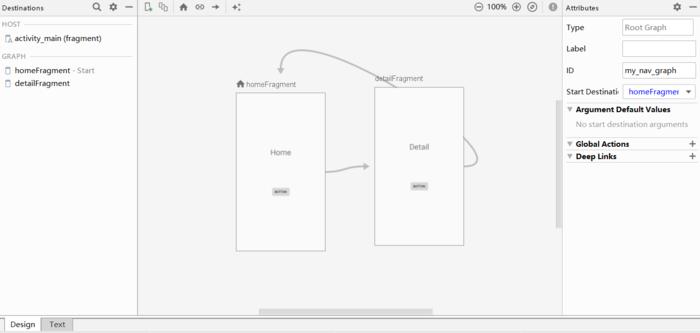 Destinations
HOST
activity_main (fragment)
GRAPH
homeFragment - Start
detailFragment
100%
homeFragment
Home
BUTTON
detailFragment
Detail
BUTTON
Attributes
Type Root Graph
Label
ID my_nav_graph
Start Destinati homeFragmer
Argument Default Values
No start destination arguments
Global Actions
Deep Links
Design Text